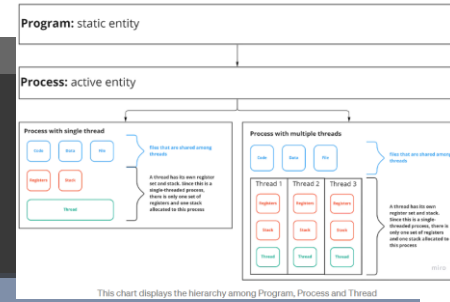 Program: static entity
Process: active entity
Process with single thread
Code Data File
Files that are shared among
threads
Registers Stack
A thread has its own register
set and stack. Since this is a
single-threaded process,
there is only one set of
registers and one stack
allocated to this process
Thread
Process with multiple threads
Code Data File
Files that are shared among
threads
Thread 1 Thread 2 Thread 3
Registers Registers Registers
Stack Stack Stack
Thread Thread Thread
A thread has its own
register set and stack.
Since this is a single-
threaded process, there is
only one set of registers
and one stack allocated to
this process
miro
This chart displays the hierarchy among Program, Process and Thread